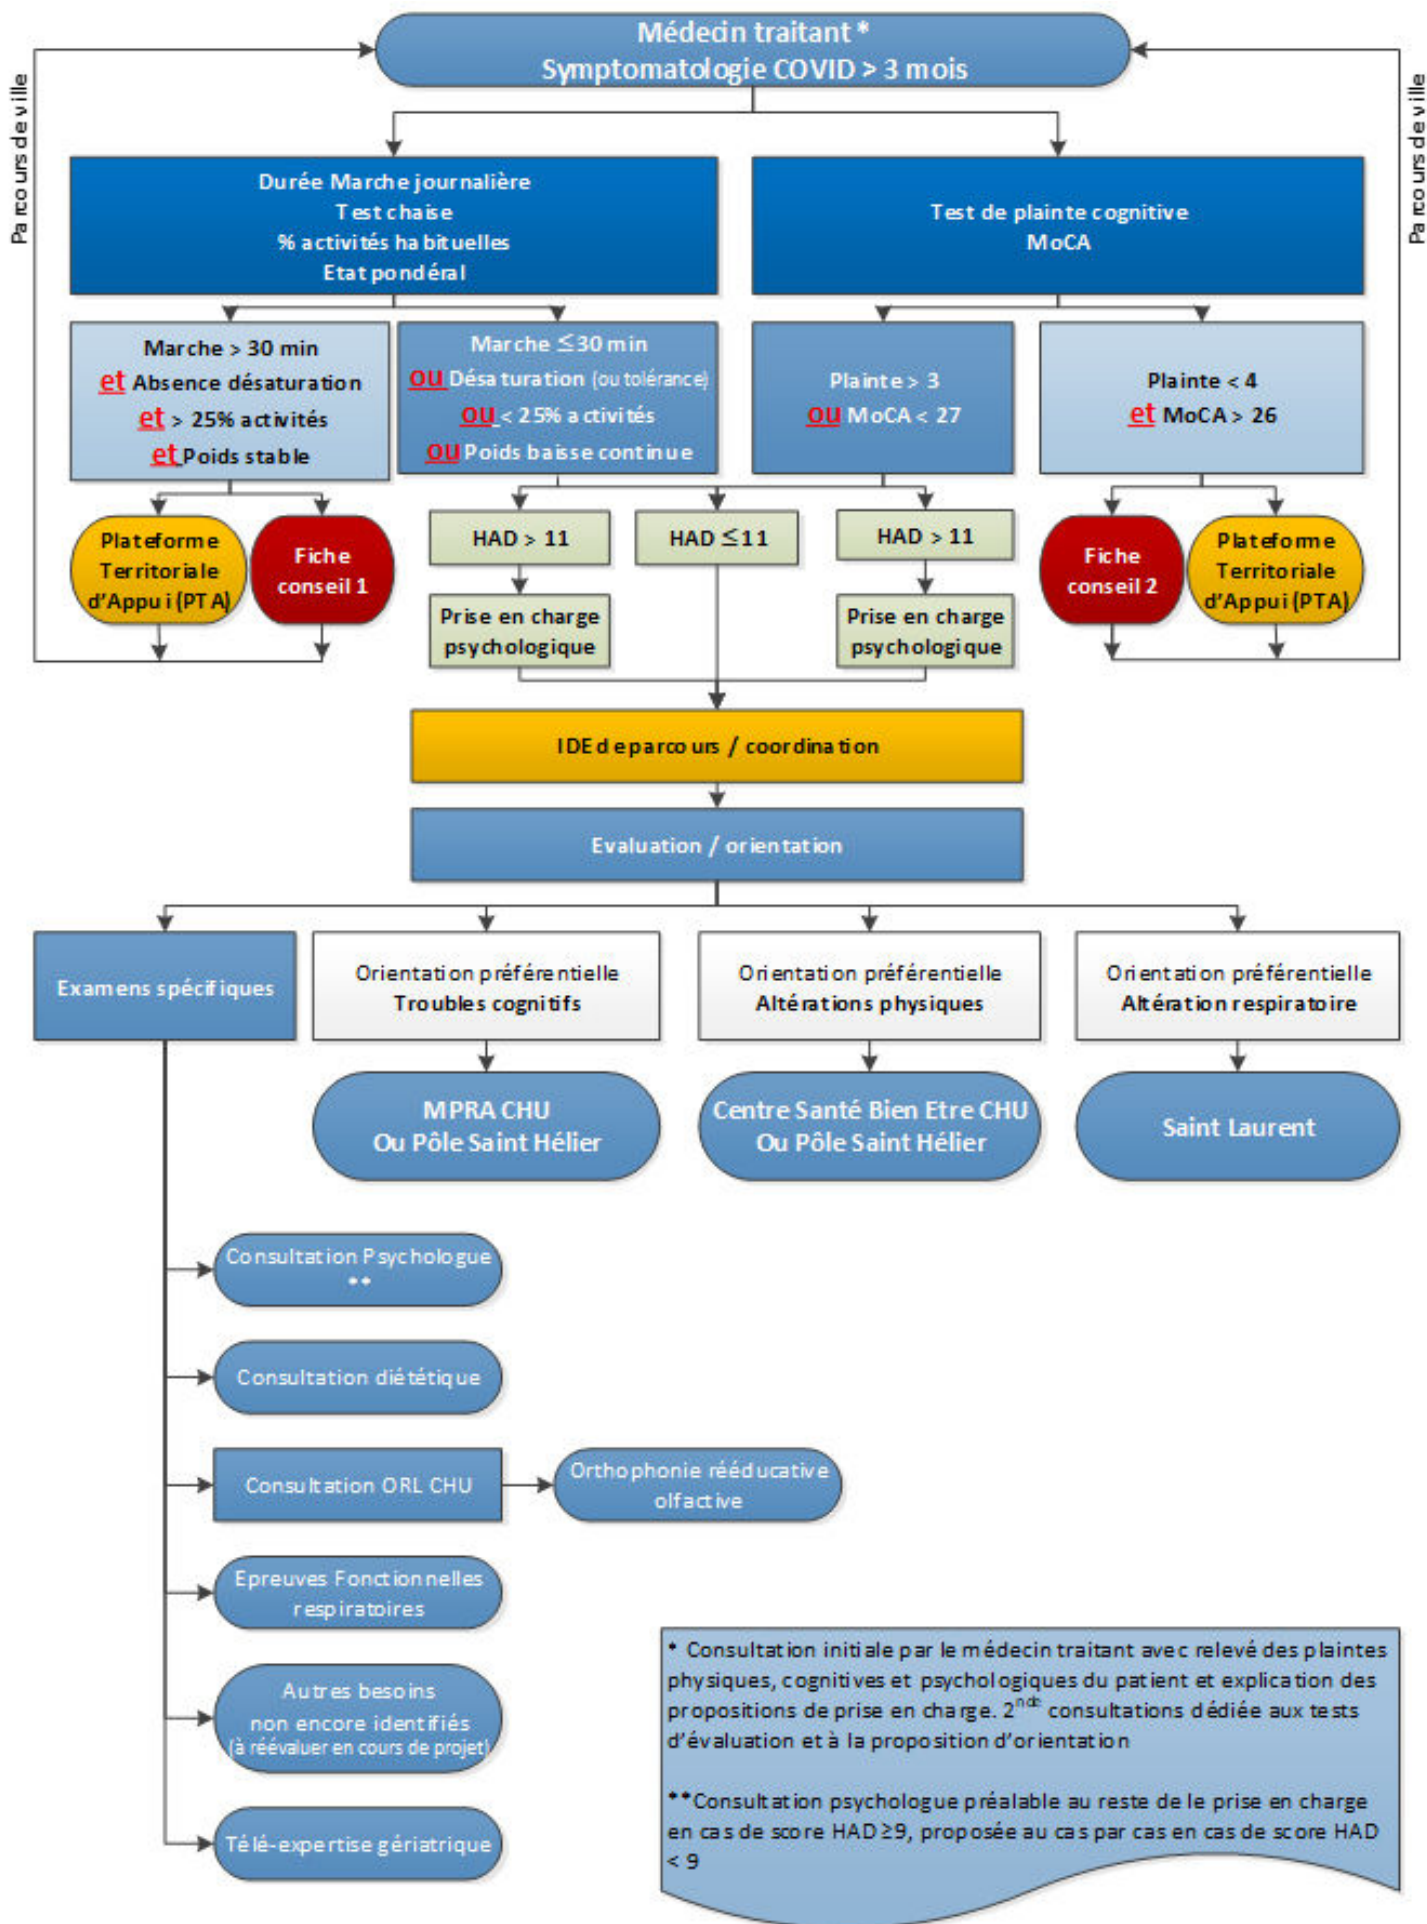 Médecin traitant *
Symptomatologie COVID > 3 mois
Parcours de ville
Parcours de ville
Durée Marche journalière
Test chaise
% activités habituelles
Etat pondéral
Test de plainte cognitive
MoCA
Marche > 30 min
et Absence désaturation
et > 25% activités
et Poids stable
Marche ≤ 30 min
ou Désaturation (ou tolérance)
ou < 25% activités
ou Poids baisse continue
Plainte > 3
ou MoCA < 27
Plainte < 4
et MoCA > 26
Plateforme
Territoriale
d'Appui (PTA)
Fiche
conseil 1
HAD > 11
HAD ≤ 11
HAD > 11
Fiche
conseil 2
Plateforme
Territoriale
d'Appui (PTA)
Prise en charge
psychologique
Prise en charge
psychologique
IDE de parcours / coordination
Evaluation / orientation
Examens spécifiques
Orientation préférentielle
Troubles cognitifs
Orientation préférentielle
Altérations physiques
Orientation préférentielle
Altération respiratoire
MPRA CHU
Ou Pôle Saint Hélier
Centre Santé Bien Etre CHU
Ou Pôle Saint Hélier
Saint Laurent
Consultation Psychologue
**
Consultation diététique
Consultation ORL CHU
Orthophonie rééducative
olfactive
Epreuves Fonctionnelles
respiratoires
Autres besoins
non encore identifiés
(à réévaluer en cours de projet)
Télé-expertise gériatrique
* Consultation initiale par le médecin traitant avec relevé des plaintes
physiques, cognitives et psychologiques du patient et explication des
propositions de prise en charge. 2nde consultations dédiée aux tests
d'évaluation et à la proposition d'orientation
**Consultation psychologue préalable au reste de le prise en charge
en cas de score HAD ≥9, proposée au cas par cas en cas de score HAD
< 9